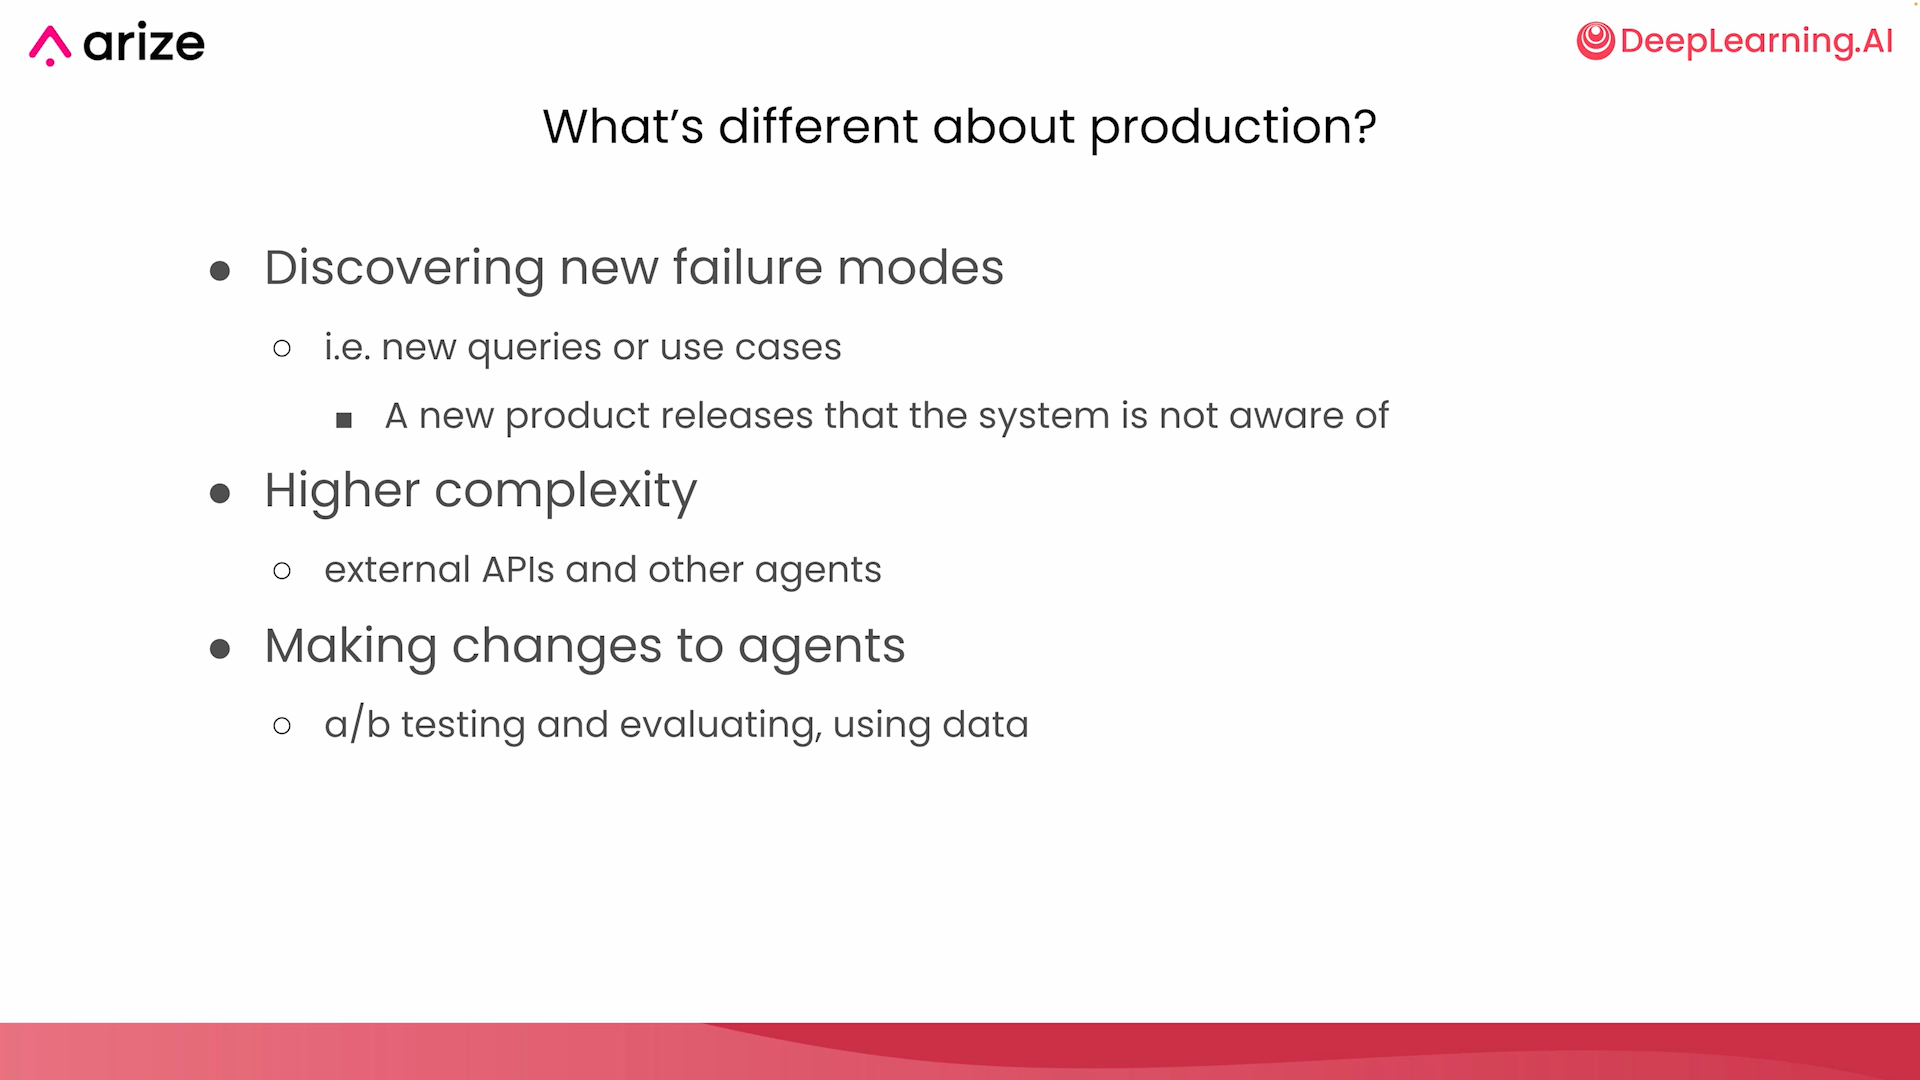 arize
DeepLearning.AI
What’s different about production?
● Discovering new failure modes
○ i.e. new queries or use cases
■ A new product releases that the system is not aware of
● Higher complexity
○ external APIs and other agents
● Making changes to agents
○ a/b testing and evaluating, using data